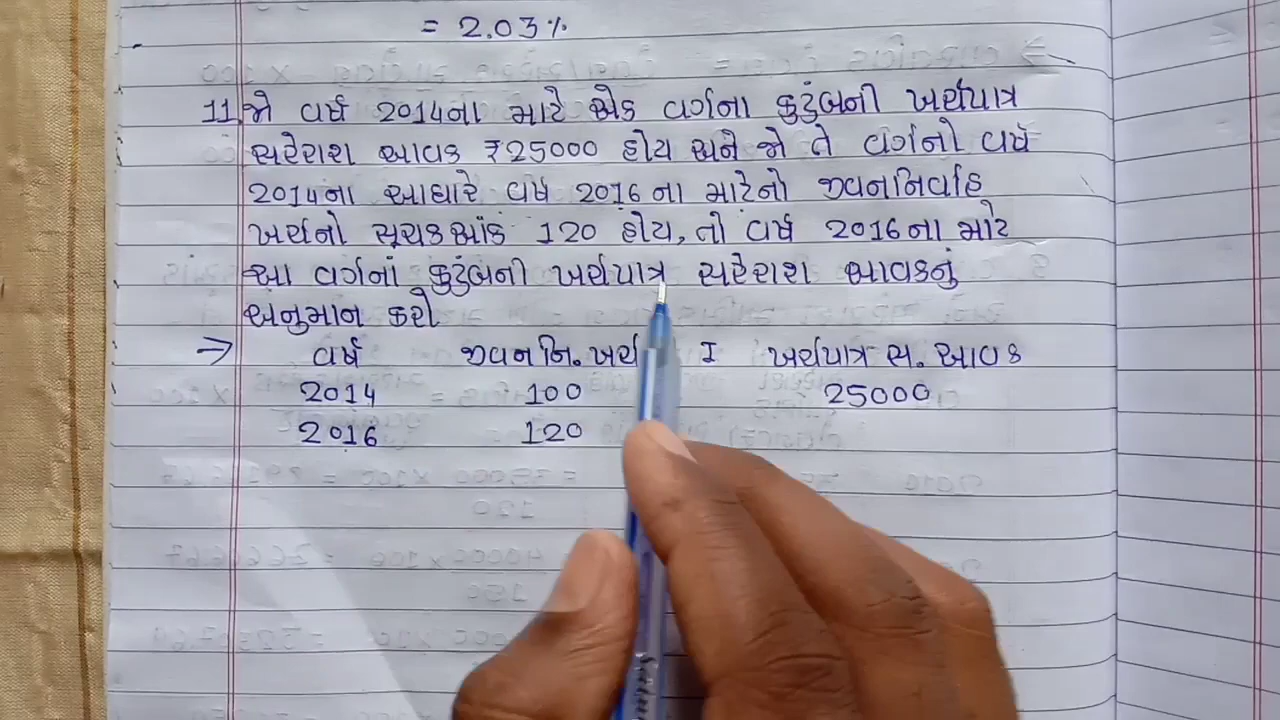 = 2.03%
11. જો વર્ષ 2014ના માટે એક વર્ગના કુટુંબની ખર્ચપાત્ર
સરેરાશ આવક ₹25000 હોય અને જો તે વર્ગનો વર્ષ
2014ના આધારે વર્ષ 2016 ના માટેનો જીવનનિર્વાહ
ખર્ચનો સૂચકઆંક 120 હોય, તો વર્ષ 2016ના માટે
આ વર્ગનાં કુટુંબની ખર્ચપાત્ર સરેરાશ આવકનું
અનુમાન કરો
→ વર્ષ જીવન નિ. ખર્ચ I ખર્ચપાત્ર સ. આવક
2014 100 25000
2016 120